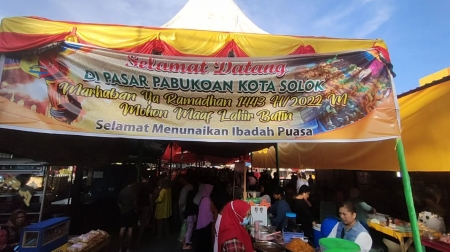 Selamat Datang
DI PASAR PABUKOAN KOTA SOLOK
Marhaban Ya Ramadhan 1443 H/2022 M
Mohon Maaf Lahir Batin
Selamat Menunaikan Ibadah Puasa